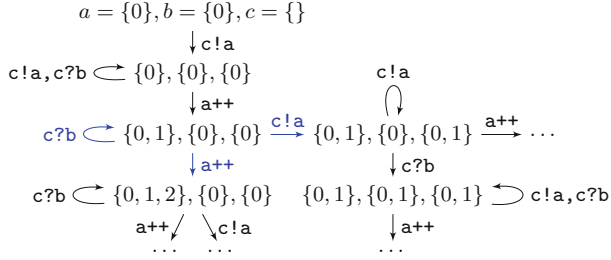 a = {0}, b = {0}, c = {}
c!a
c!a,c?b {0}, {0}, {0} c!a
a++
c?b {0, 1}, {0}, {0} c!a {0, 1}, {0}, {0, 1} a++ ···
a++ c?b
c?b {0, 1, 2}, {0}, {0} {0, 1}, {0, 1}, {0, 1} c!a,c?b
a++ c!a a++
··· ··· ···